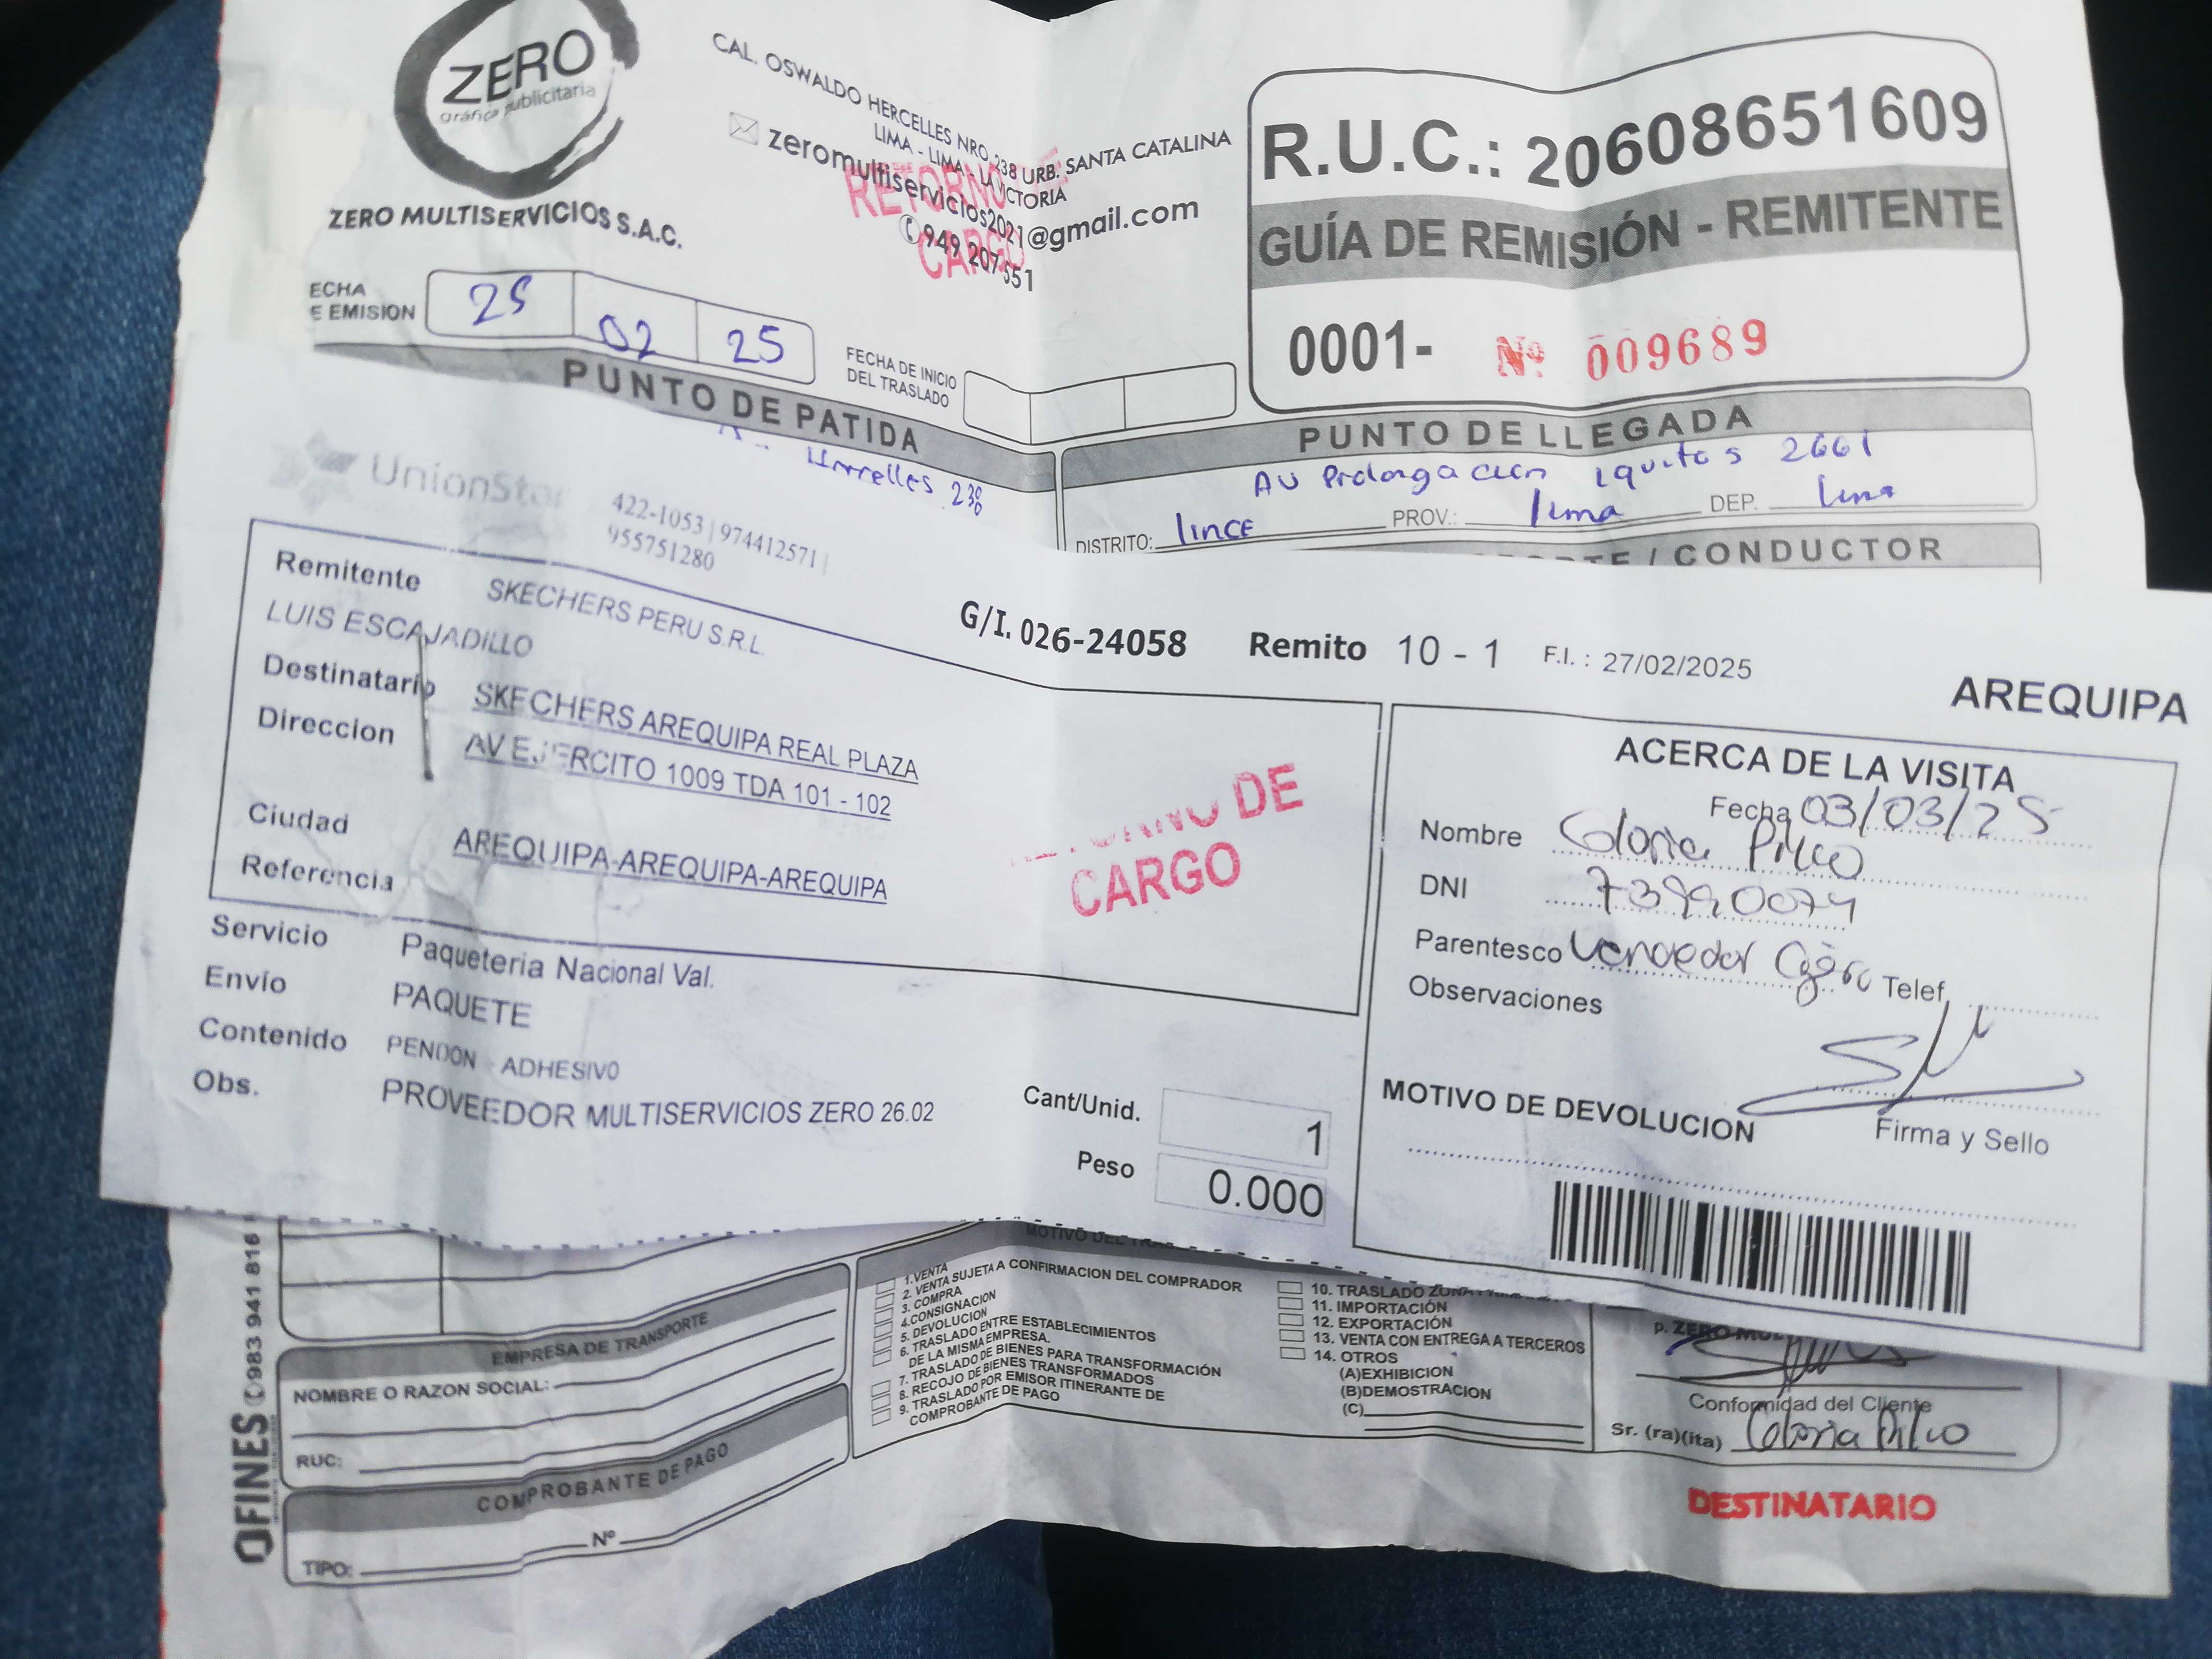 ZERO
gráfica publicitaria
ZERO MULTISERVICIOS S.A.C.
CAL. OSWALDO HERCELLES NRO. 238 URB. SANTA CATALINA
LIMA - LIMA - LA VICTORIA
zeromultiservicios2021@gmail.com
949 207 551
RETORNO DE
CARGO
R.U.C.: 20608651609
GUÍA DE REMISIÓN - REMITENTE
0001- Nº 009689
ECHA
E EMISION
25 02 25
FECHA DE INICIO
DEL TRASLADO
PUNTO DE PATIDA
Hercelles 238
PUNTO DE LLEGADA
AV Prolongacion iquitos 2661
DISTRITO: lince PROV.: lima DEP. lima
TE / CONDUCTOR
UnionStar
422-1053 | 974412571 |
955751280
G/I. 026-24058 Remito 10 - 1 F.I. : 27/02/2025
AREQUIPA
Remitente SKECHERS PERU S.R.L.
LUIS ESCAJADILLO
Destinatario SKECHERS AREQUIPA REAL PLAZA
Direccion AV EJERCITO 1009 TDA 101 - 102
Ciudad AREQUIPA-AREQUIPA-AREQUIPA
Referencia
RETORNO DE
CARGO
Servicio Paqueteria Nacional Val.
Envío PAQUETE
Contenido PENDON - ADHESIVO
Obs. PROVEEDOR MULTISERVICIOS ZERO 26.02
Cant/Unid. 1
Peso 0.000
ACERCA DE LA VISITA
Fecha 03/03/25
Nombre Gloria Pilco
DNI
Parentesco Vendedor Cajero Telef.
Observaciones
MOTIVO DE DEVOLUCION
Firma y Sello
OFINES 983 941 816
EMPRESA DE TRANSPORTE
NOMBRE O RAZON SOCIAL:
RUC:
COMPROBANTE DE PAGO
TIPO: Nº
MOTIVO DEL TRAS
1.VENTA
2. VENTA SUJETA A CONFIRMACION DEL COMPRADOR
3. COMPRA
4.CONSIGNACION
5. DEVOLUCION
6. TRASLADO ENTRE ESTABLECIMIENTOS
DE LA MISMA EMPRESA.
7. TRASLADO DE BIENES PARA TRANSFORMACIÓN
8. RECOJO DE BIENES TRANSFORMADOS
9. TRASLADO POR EMISOR ITINERANTE DE
COMPROBANTE DE PAGO
10. TRASLADO ZONA
11. IMPORTACIÓN
12. EXPORTACIÓN
13. VENTA CON ENTREGA A TERCEROS
14. OTROS
(A)EXHIBICION
(B)DEMOSTRACION
(C)
p. ZERO MUL
Conformidad del Cliente
Sr. (ra)(ita) Gloria Pilco
DESTINATARIO